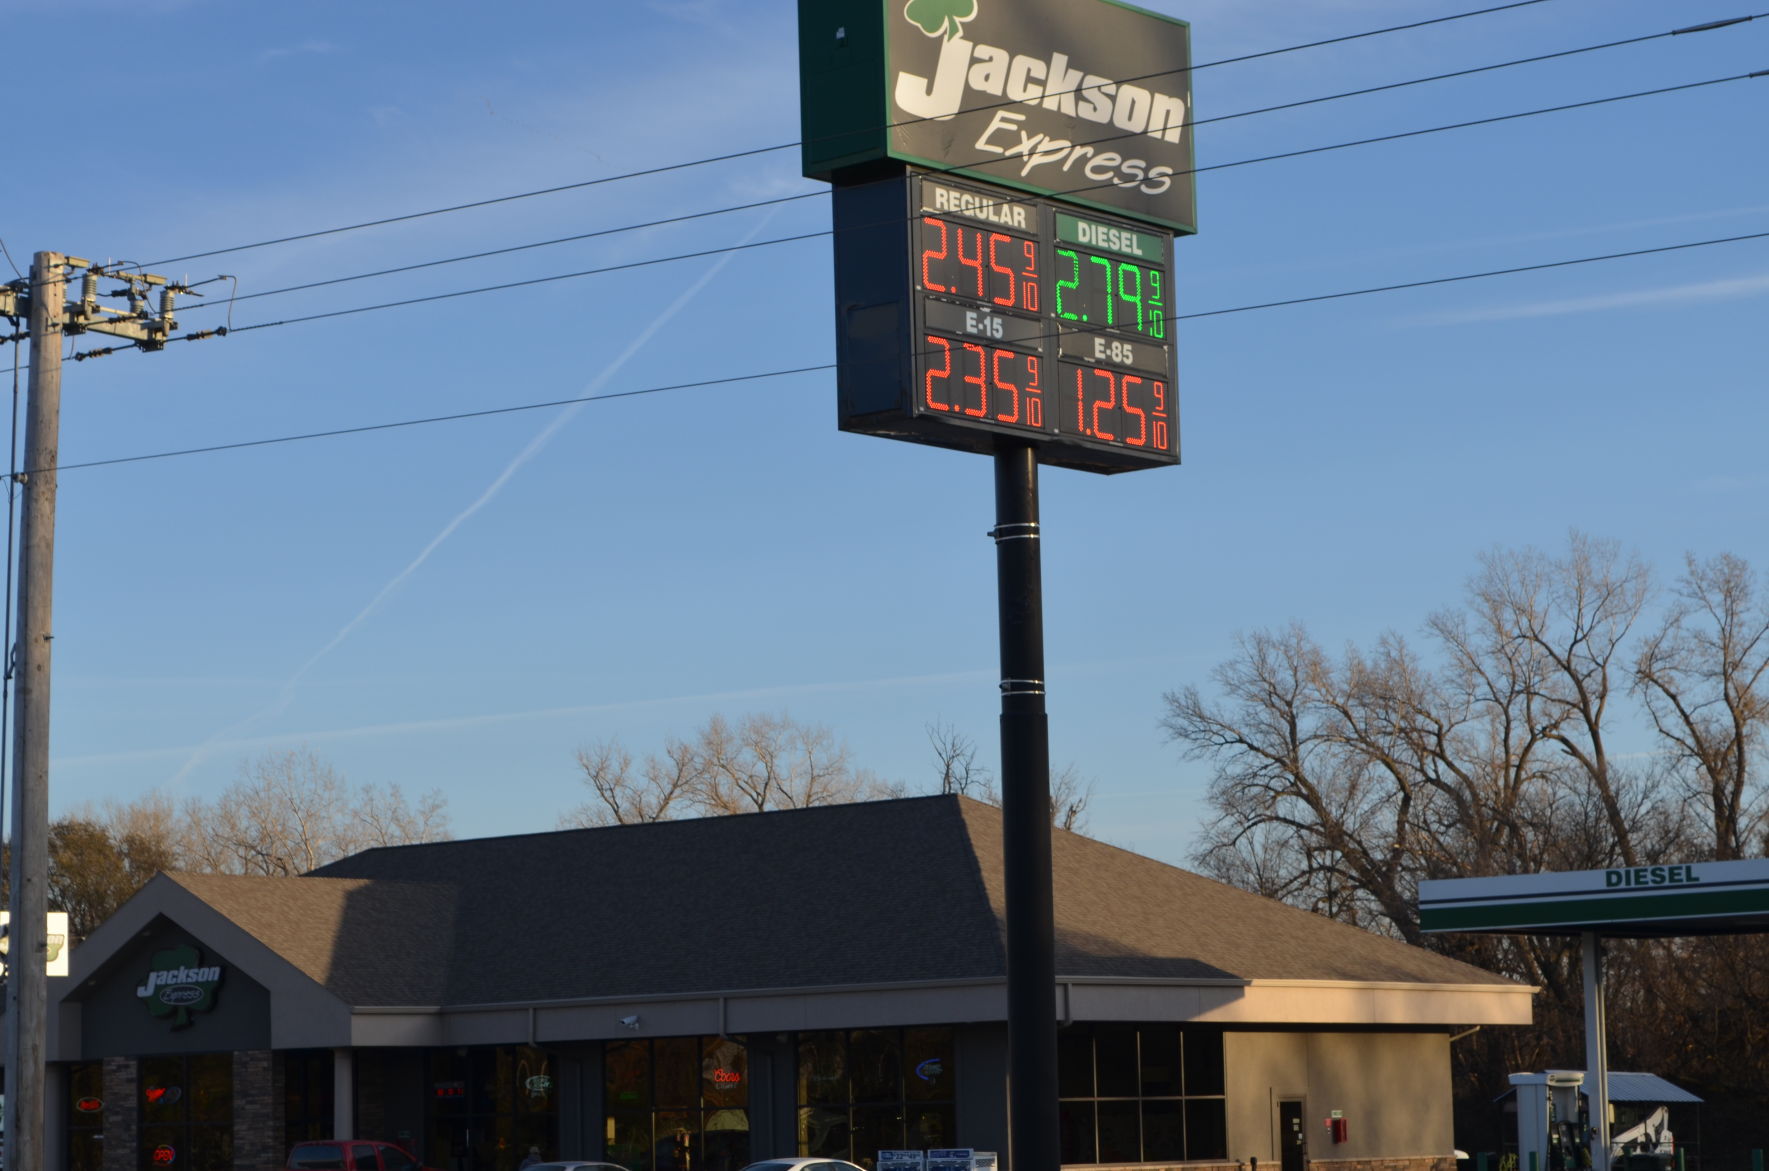 Jackson
Express
REGULAR
2.45 9/10
DIESEL
2.79 9/10
E-15
2.35 9/10
E-85
1.25 9/10
DIESEL
Jackson
Express
Coors
OPEN